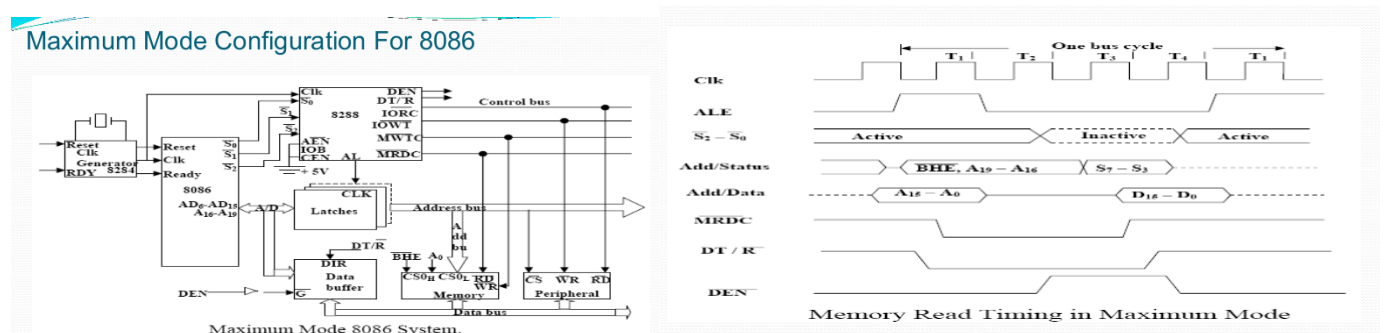 Maximum Mode Configuration For 8086
Clk
S0
S1
S2
8288
AEN
IOB
CEN
AL
DEN
DT/R
IORC
IOWT
MWTC
MRDC
Control bus
+ 5V
Reset
Clk
Generator
RDY 8284
Reset
Clk
Ready
8086
S0
S1
S2
AD6-AD15
A16-A19
A/D
CLK
Latches
Address bus
A
dd
bu
DT/R
DIR
Data
buffer
G
DEN
BHE A0
CS0H CS0L RD
WR
Memory
CS WR RD
Peripheral
Data bus
Maximum Mode 8086 System.
One bus cycle
T1 T2 T3 T4 T1
Clk
ALE
S2 – S0 Active Inactive Active
Add/Status BHE, A19 – A16 S7 – S3
Add/Data A15 – A0 D15 – D0
MRDC
DT / R
DEN
Memory Read Timing in Maximum Mode